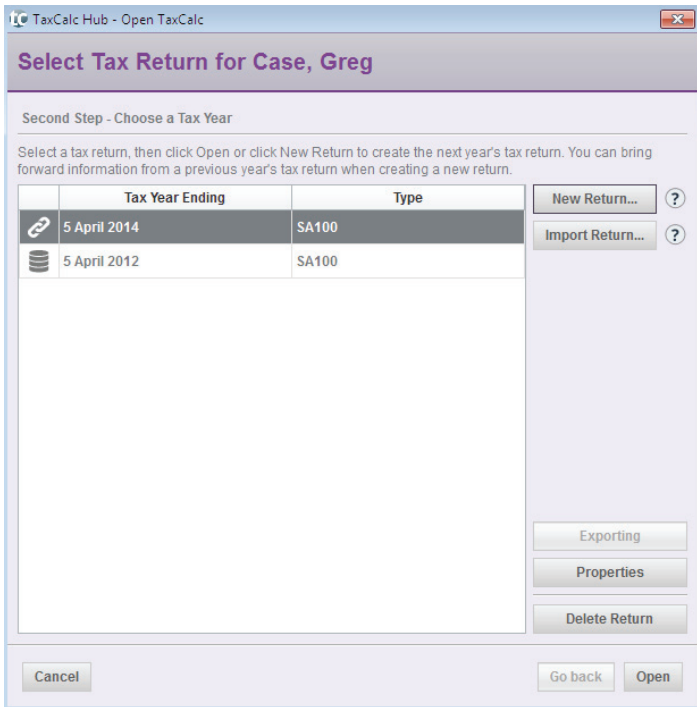 TaxCalc Hub - Open TaxCalc
Select Tax Return for Case, Greg
Second Step - Choose a Tax Year
Select a tax return, then click Open or click New Return to create the next year's tax return. You can bring
forward information from a previous year's tax return when creating a new return.
Tax Year Ending Type
5 April 2014 SA100
5 April 2012 SA100
New Return... ?
Import Return... ?
Exporting
Properties
Delete Return
Cancel Go back Open